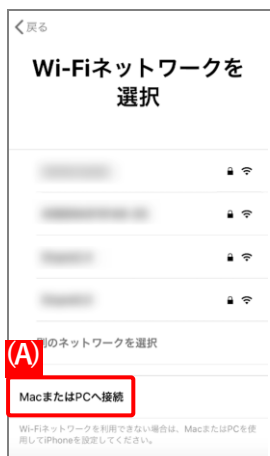 戻る
Wi-Fiネットワークを
選択
別のネットワークを選択
(A)
MacまたはPCへ接続
Wi-Fiネットワークを利用できない場合は、MacまたはPCを使
用してiPhoneを設定してください。